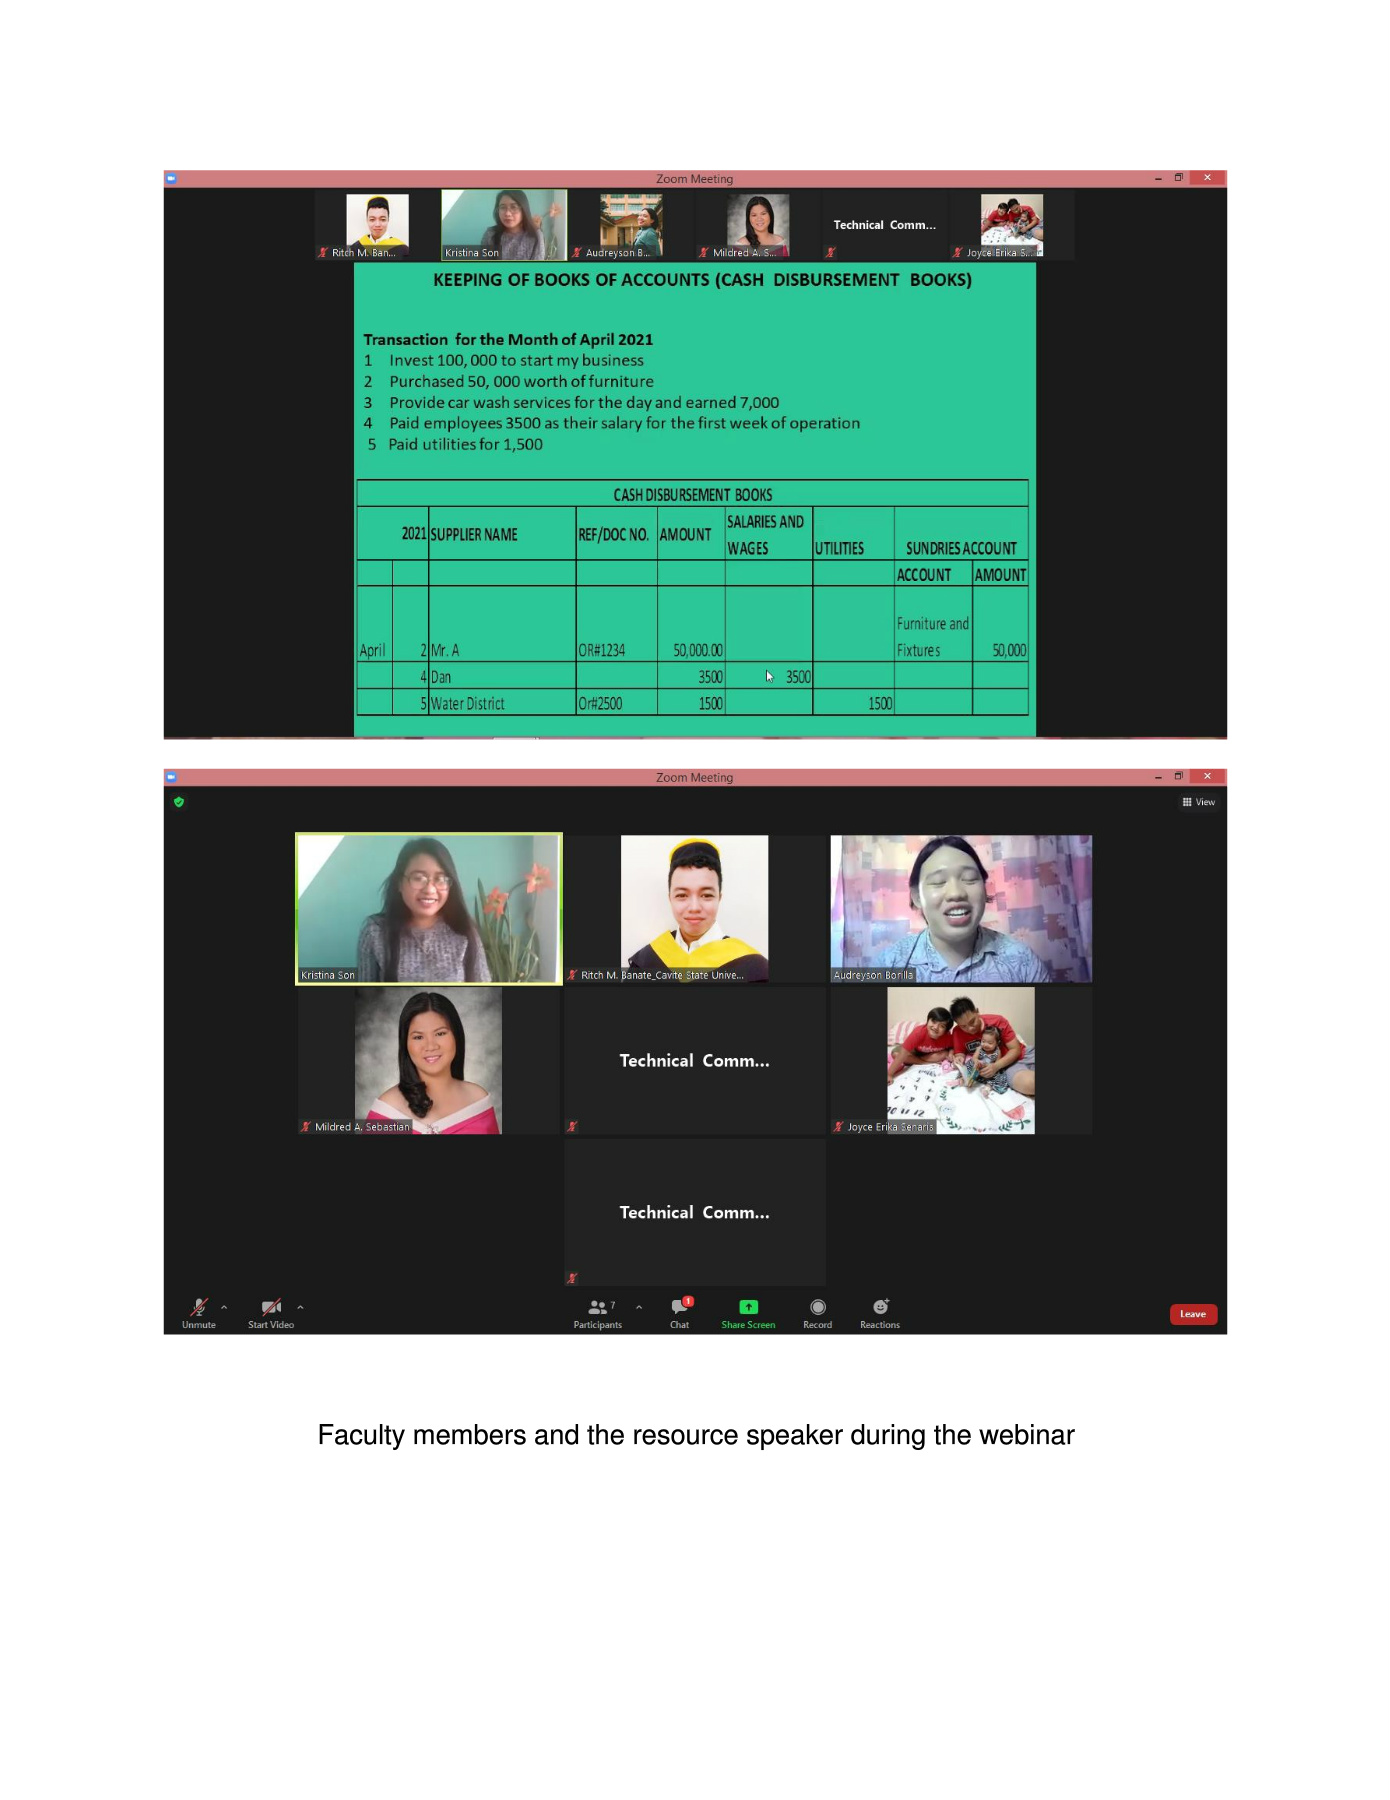 Zoom Meeting
Ritch M. Ban...
Kristina Son
Audreyson B...
Mildred A. S...
Technical Comm...
Joyce Erika S...
KEEPING OF BOOKS OF ACCOUNTS (CASH DISBURSEMENT BOOKS)
Transaction for the Month of April 2021
1 Invest 100, 000 to start my business
2 Purchased 50, 000 worth of furniture
3 Provide car wash services for the day and earned 7,000
4 Paid employees 3500 as their salary for the first week of operation
5 Paid utilities for 1,500
CASH DISBURSEMENT BOOKS
2021 SUPPLIER NAME REF/DOC NO. AMOUNT SALARIES AND WAGES UTILITIES SUNDRIES ACCOUNT
ACCOUNT AMOUNT
April 2 Mr. A OR#1234 50,000.00 Furniture and Fixtures 50,000
4 Dan 3500 3500
5 Water District Or#2500 1500 1500
Zoom Meeting
View
Kristina Son
Ritch M. Banate_Cavite State Unive...
Audreyson Borilla
Mildred A. Sebastian
Technical Comm...
Joyce Erika Senaris
Technical Comm...
7
1
Unmute
Start Video
Participants
Chat
Share Screen
Record
Reactions
Leave
Faculty members and the resource speaker during the webinar